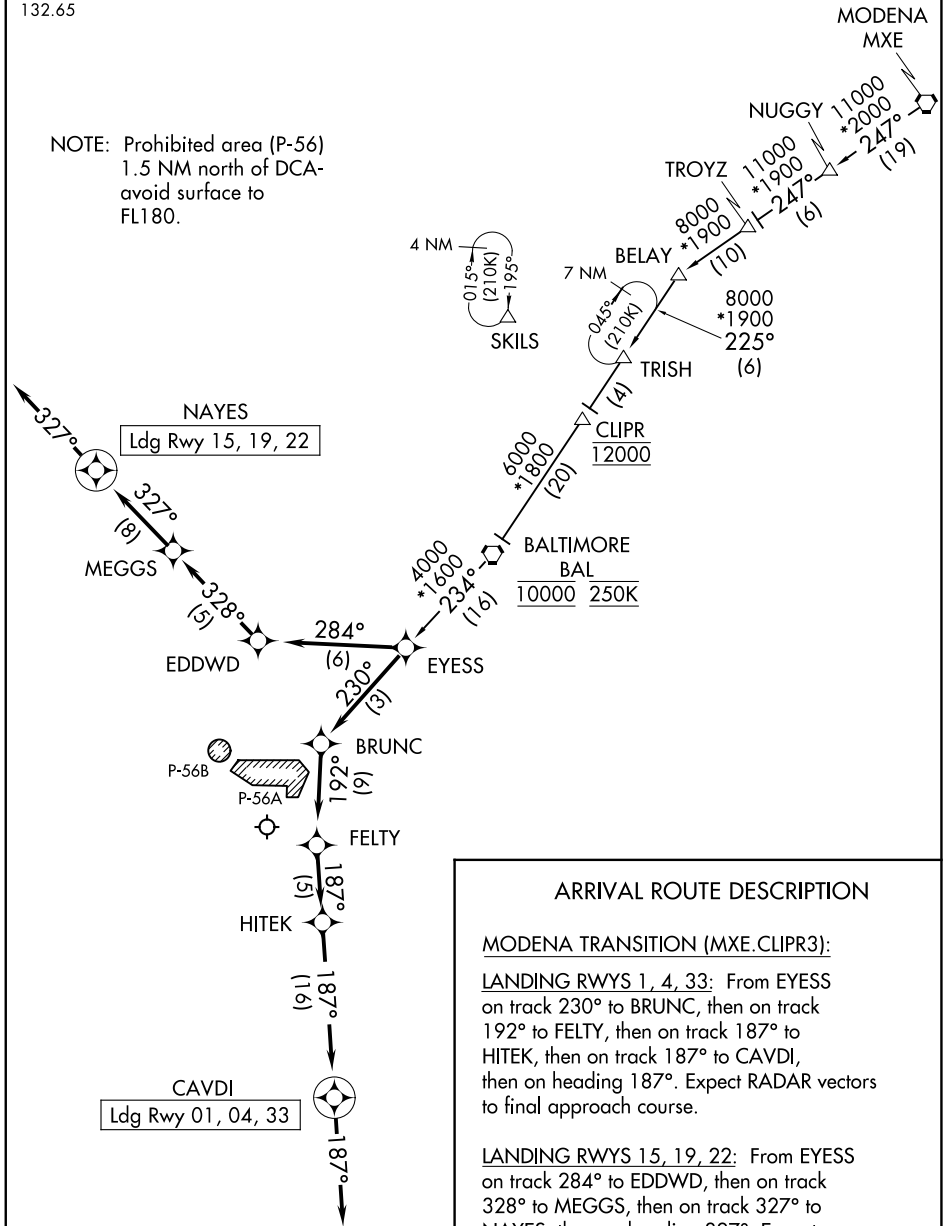 132.65
MODENA
MXE
NOTE: Prohibited area (P-56)
1.5 NM north of DCA-
avoid surface to
FL180.
11000
*2000
247°
(19)
NUGGY
11000
*1900
247°
(6)
TROYZ
8000
*1900
(10)
BELAY
8000
*1900
225°
(6)
4 NM
015°
(210K)
195°
SKILS
7 NM
045°
(210K)
TRISH
(4)
CLIPR
12000
6000
*1800
(20)
BALTIMORE
BAL
10000 250K
4000
*1600
234°
(16)
EYESS
327°
NAYES
Ldg Rwy 15, 19, 22
327°
(8)
MEGGS
328°
(5)
EDDWD
284°
(6)
230°
(3)
BRUNC
P-56B
P-56A
192°
(9)
FELTY
187°
(5)
HITEK
187°
(16)
CAVDI
Ldg Rwy 01, 04, 33
187°
ARRIVAL ROUTE DESCRIPTION
MODENA TRANSITION (MXE.CLIPR3):
LANDING RWYS 1, 4, 33: From EYESS
on track 230° to BRUNC, then on track
192° to FELTY, then on track 187° to
HITEK, then on track 187° to CAVDI,
then on heading 187°. Expect RADAR vectors
to final approach course.
LANDING RWYS 15, 19, 22: From EYESS
on track 284° to EDDWD, then on track
328° to MEGGS, then on track 327° to
NAYES, then on heading 327°. Expect